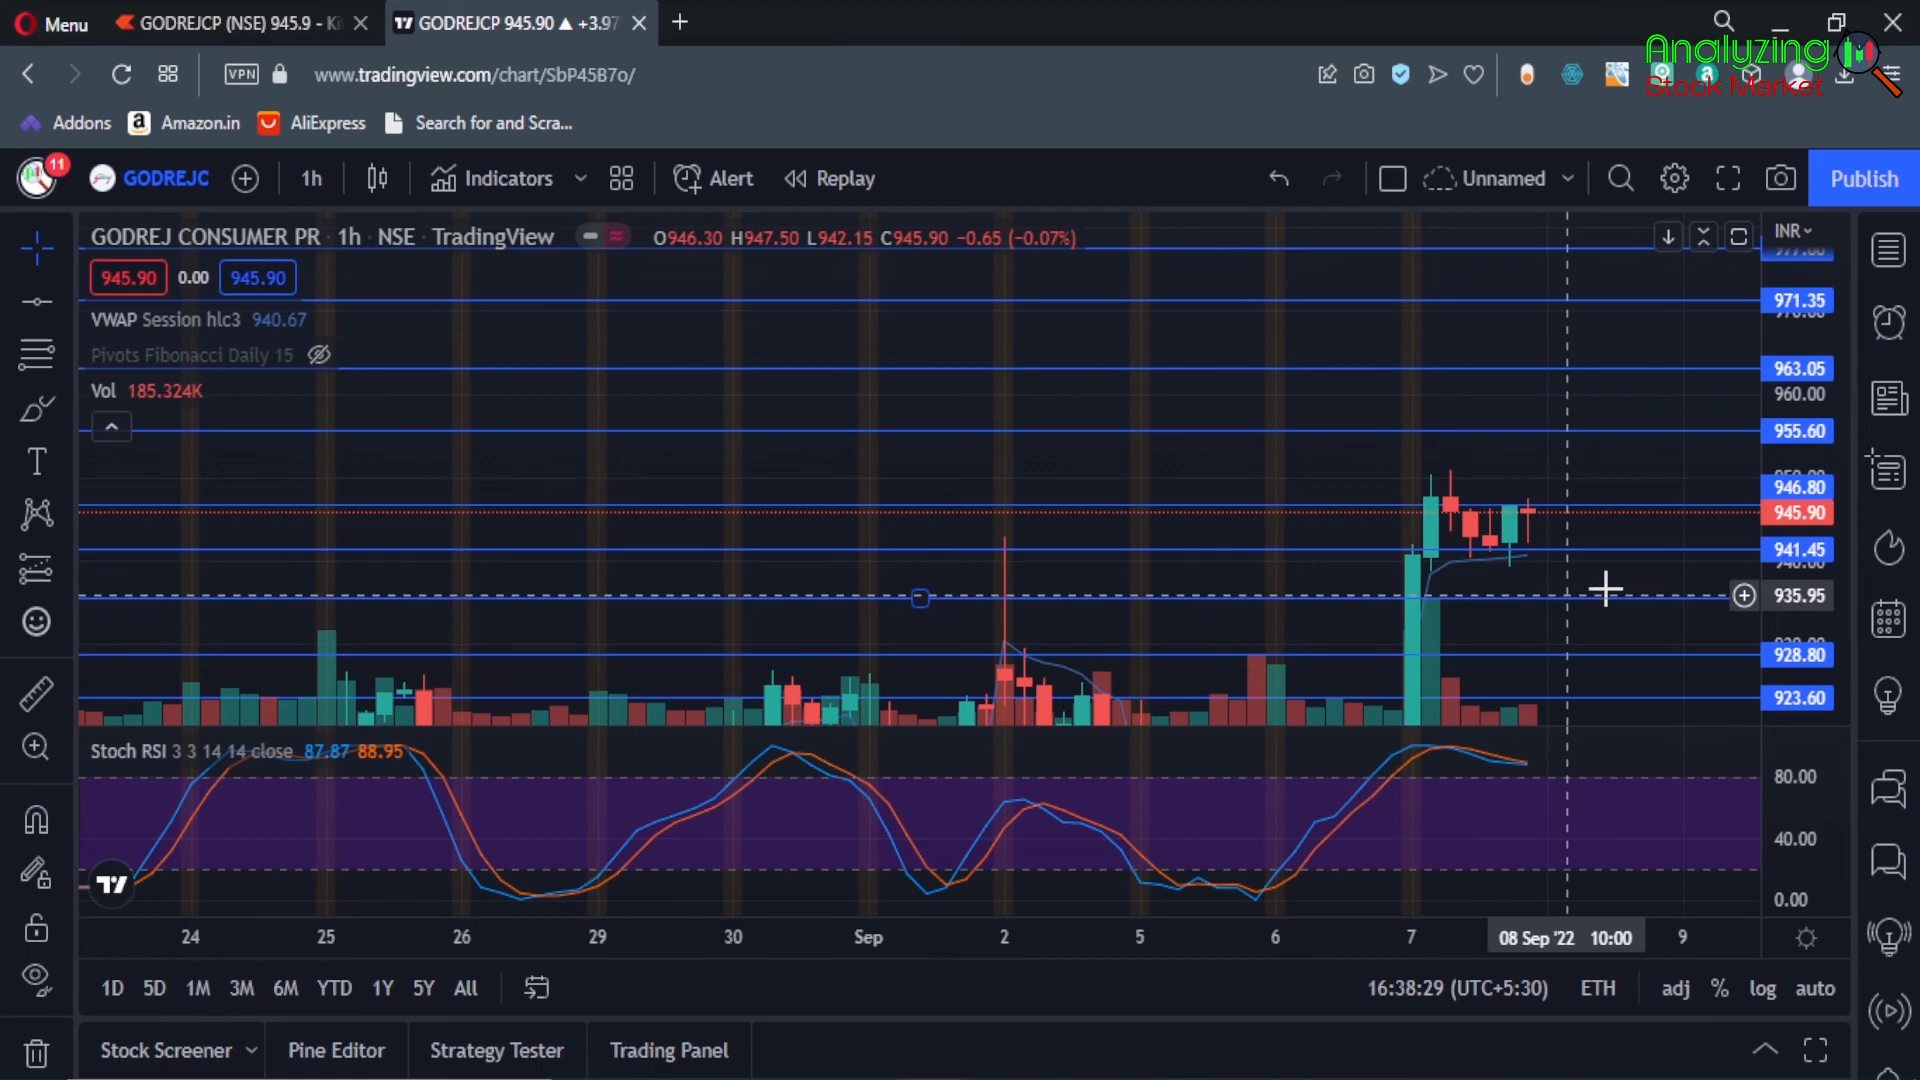 Menu GODREJCP (NSE) 945.9 - Ki GODREJCP 945.90 ▲ +3.97
VPN www.tradingview.com/chart/SbP45B7o/
Analyzing
Stock Market
Addons Amazon.in AliExpress Search for and Scra...
11 GODREJC 1h Indicators Alert Replay Unnamed Publish
GODREJ CONSUMER PR · 1h · NSE · TradingView O946.30 H947.50 L942.15 C945.90 −0.65 (−0.07%) INR
945.90 0.00 945.90
971.35
VWAP Session hlc3 940.67
Pivots Fibonacci Daily 15
963.05
Vol 185.324K 960.00
955.60
946.80
945.90
941.45
935.95
928.80
923.60
Stoch RSI 3 3 14 14 close 87.87 88.95
80.00
40.00
0.00
24 25 26 29 30 Sep 2 5 6 7 08 Sep '22 10:00 9
1D 5D 1M 3M 6M YTD 1Y 5Y All 16:38:29 (UTC+5:30) ETH adj % log auto
Stock Screener Pine Editor Strategy Tester Trading Panel